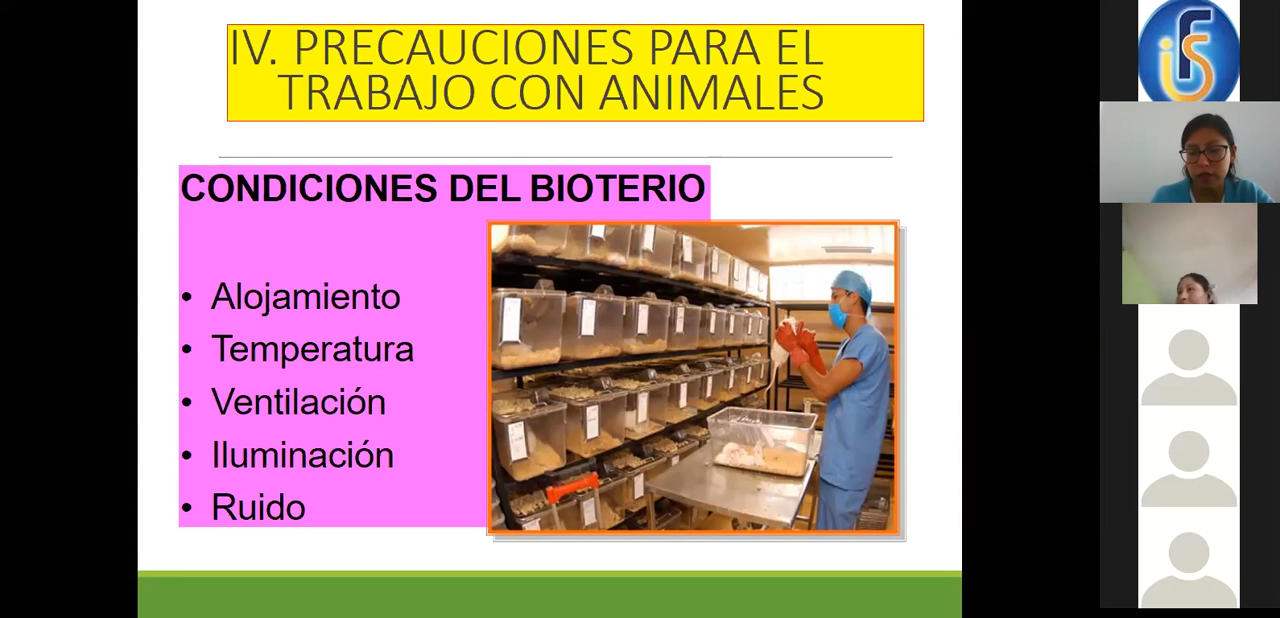 IV. PRECAUCIONES PARA EL
TRABAJO CON ANIMALES
CONDICIONES DEL BIOTERIO
• Alojamiento
• Temperatura
• Ventilación
• Iluminación
• Ruido